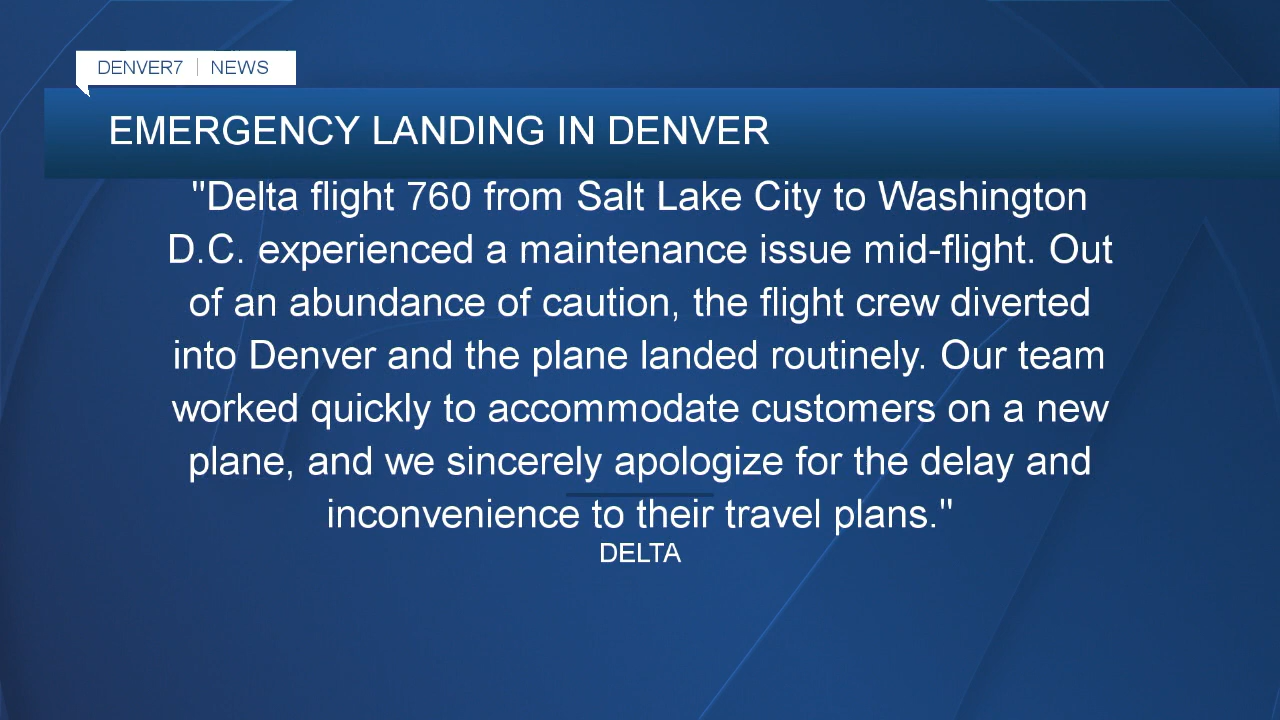 DENVER7 | NEWS
EMERGENCY LANDING IN DENVER
"Delta flight 760 from Salt Lake City to Washington
D.C. experienced a maintenance issue mid-flight. Out
of an abundance of caution, the flight crew diverted
into Denver and the plane landed routinely. Our team
worked quickly to accommodate customers on a new
plane, and we sincerely apologize for the delay and
inconvenience to their travel plans."
DELTA